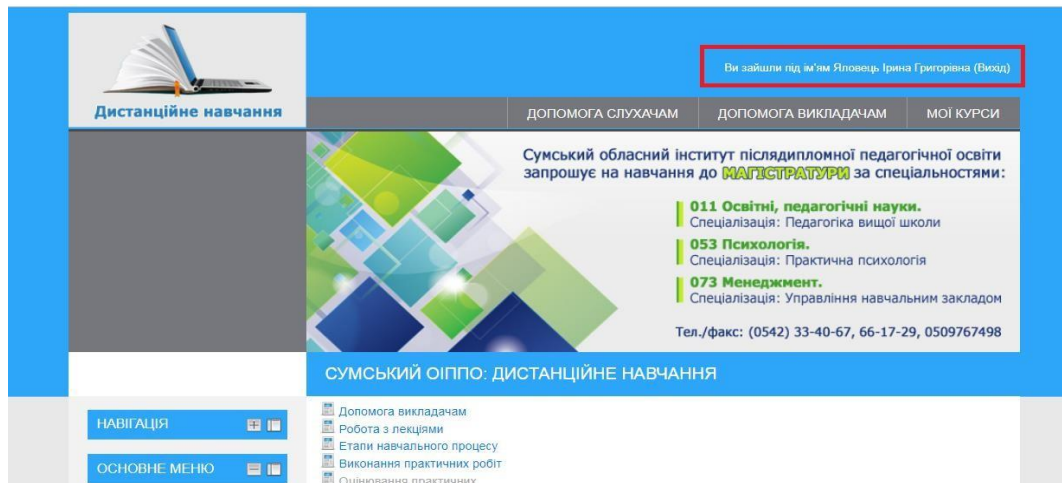 Ви зайшли під ім'ям Яловець Ірина Григорівна (Вихід)
Дистанційне навчання
ДОПОМОГА СЛУХАЧАМ
ДОПОМОГА ВИКЛАДАЧАМ
МОЇ КУРСИ
Сумський обласний інститут післядипломної педагогічної освіти
запрошує на навчання до МАГІСТРАТУРИ за спеціальностями:
011 Освітні, педагогічні науки.
Спеціалізація: Педагогіка вищої школи
053 Психологія.
Спеціалізація: Практична психологія
073 Менеджмент.
Спеціалізація: Управління навчальним закладом
Тел./факс: (0542) 33-40-67, 66-17-29, 0509767498
СУМСЬКИЙ ОІППО: ДИСТАНЦІЙНЕ НАВЧАННЯ
НАВІГАЦІЯ
ОСНОВНЕ МЕНЮ
Допомога викладачам
Робота з лекціями
Етапи навчального процесу
Виконання практичних робіт
Оцінювання практичних